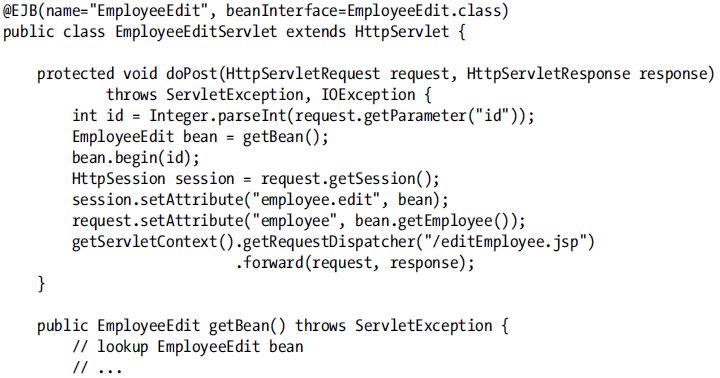 @EJB(name="EmployeeEdit", beanInterface=EmployeeEdit.class)
public class EmployeeEditServlet extends HttpServlet {
    protected void doPost(HttpServletRequest request, HttpServletResponse response)
            throws ServletException, IOException {
        int id = Integer.parseInt(request.getParameter("id"));
        EmployeeEdit bean = getBean();
        bean.begin(id);
        HttpSession session = request.getSession();
        session.setAttribute("employee.edit", bean);
        request.setAttribute("employee", bean.getEmployee());
        getServletContext().getRequestDispatcher("/editEmployee.jsp")
                           .forward(request, response);
    }
    public EmployeeEdit getBean() throws ServletException {
        // lookup EmployeeEdit bean
        // ...